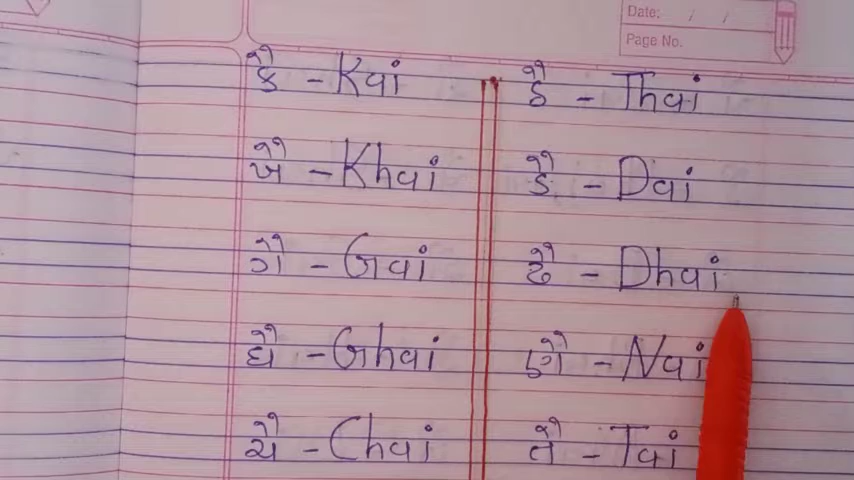 Date: / /
Page No.
કૈ - Kai
ખૈ - Khai
ગૈ - Gai
ઘૈ - Ghai
ચૈ - Chai
ઠૈ - Thai
ડૈ - Dai
ઢૈ - Dhai
ણૈ - Nai
તૈ - Tai